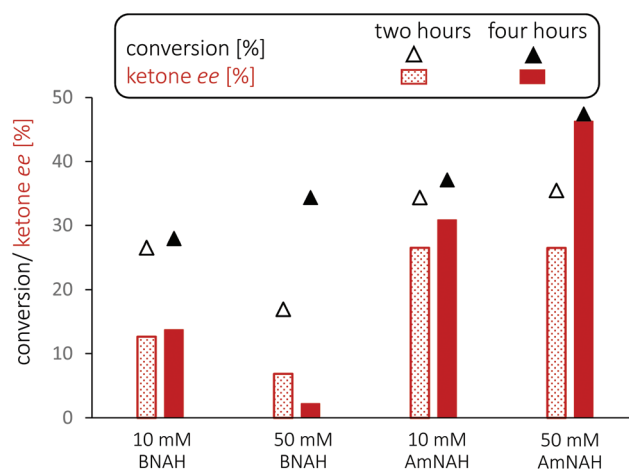 two hours four hours
conversion [%]
ketone ee [%]
conversion/ ketone ee [%]
50
40
30
20
10
0
10 mM BNAH
50 mM BNAH
10 mM AmNAH
50 mM AmNAH